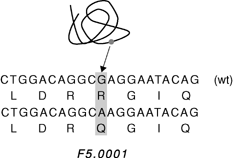 CTGGACAGGCGAGGAATACAG (wt)
L D R R G I Q
CTGGACAGGCAAGGAATACAG
L D R Q G I Q
F5.0001